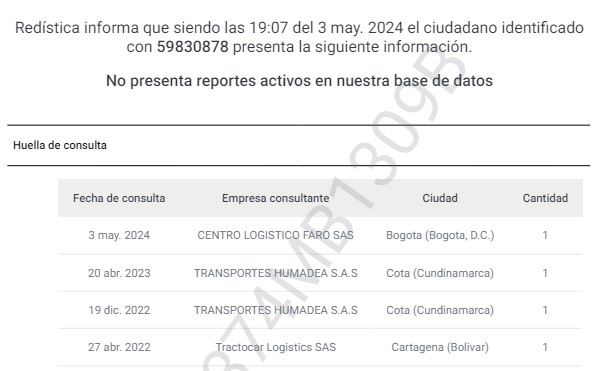 Redística informa que siendo las 19:07 del 3 may. 2024 el ciudadano identificado
con 59830878 presenta la siguiente información.
No presenta reportes activos en nuestra base de datos
Huella de consulta
Fecha de consulta Empresa consultante Ciudad Cantidad
3 may. 2024 CENTRO LOGISTICO FARO SAS Bogota (Bogota, D.C.) 1
20 abr. 2023 TRANSPORTES HUMADEA S.A.S Cota (Cundinamarca) 1
19 dic. 2022 TRANSPORTES HUMADEA S.A.S Cota (Cundinamarca) 1
27 abr. 2022 Tractocar Logistics SAS Cartagena (Bolivar) 1
374MB1309B